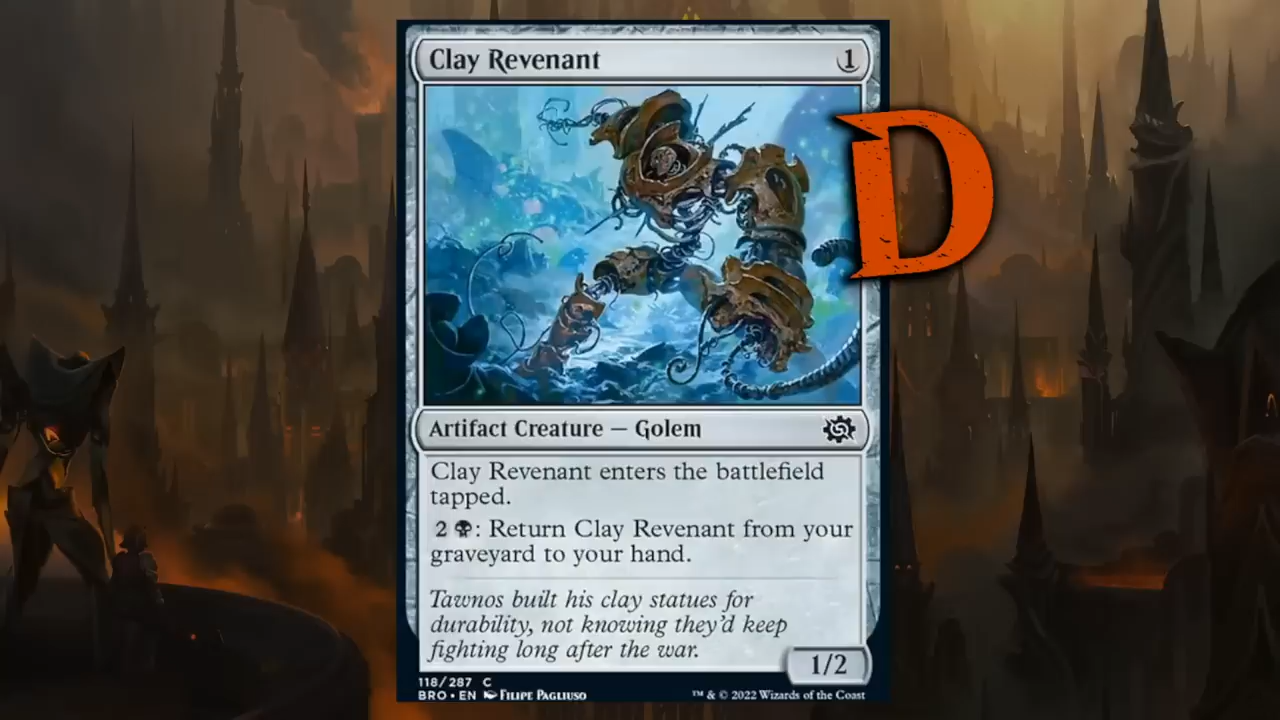 Clay Revenant 1
D
Artifact Creature — Golem
Clay Revenant enters the battlefield
tapped.
2 : Return Clay Revenant from your
graveyard to your hand.
Tawnos built his clay statues for
durability, not knowing they'd keep
fighting long after the war.
1/2
118/287 C
BRO • EN Filipe Pagliuso
™ & © 2022 Wizards of the Coast